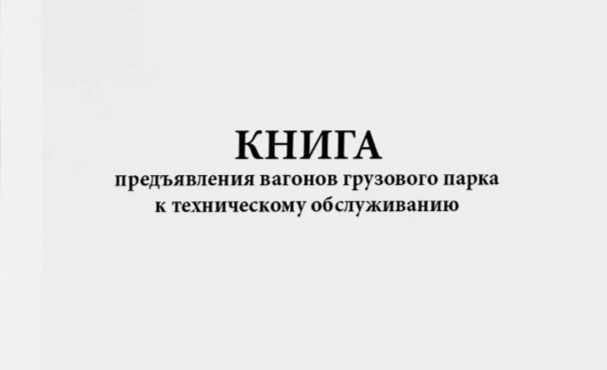 КНИГА
предъявления вагонов грузового парка
к техническому обслуживанию